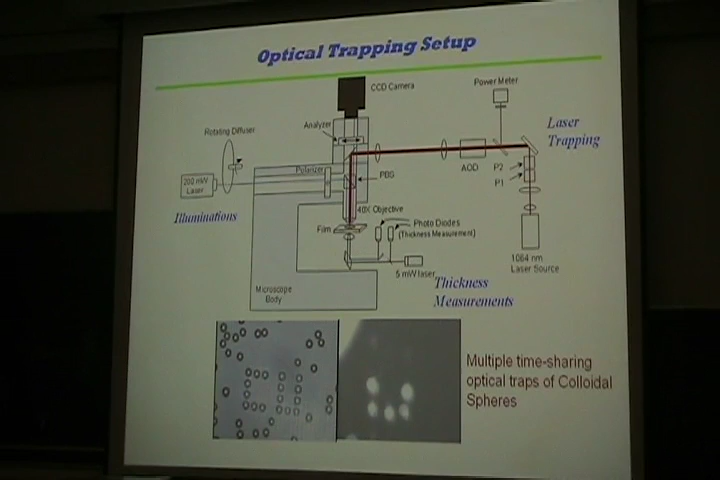 Optical Trapping Setup
CCD Camera
Power Meter
Analyzer
Rotating Diffuser
Laser
Trapping
Polarizer
PBG
AOD
P2
P1
200 mW
Laser
Illuminations
40X Objective
Film
Photo Diodes
(Thickness Measurement)
5 mW laser
1064 nm
Laser Source
Thickness
Measurements
Microscope
Body
Multiple time-sharing
optical traps of Colloidal
Spheres